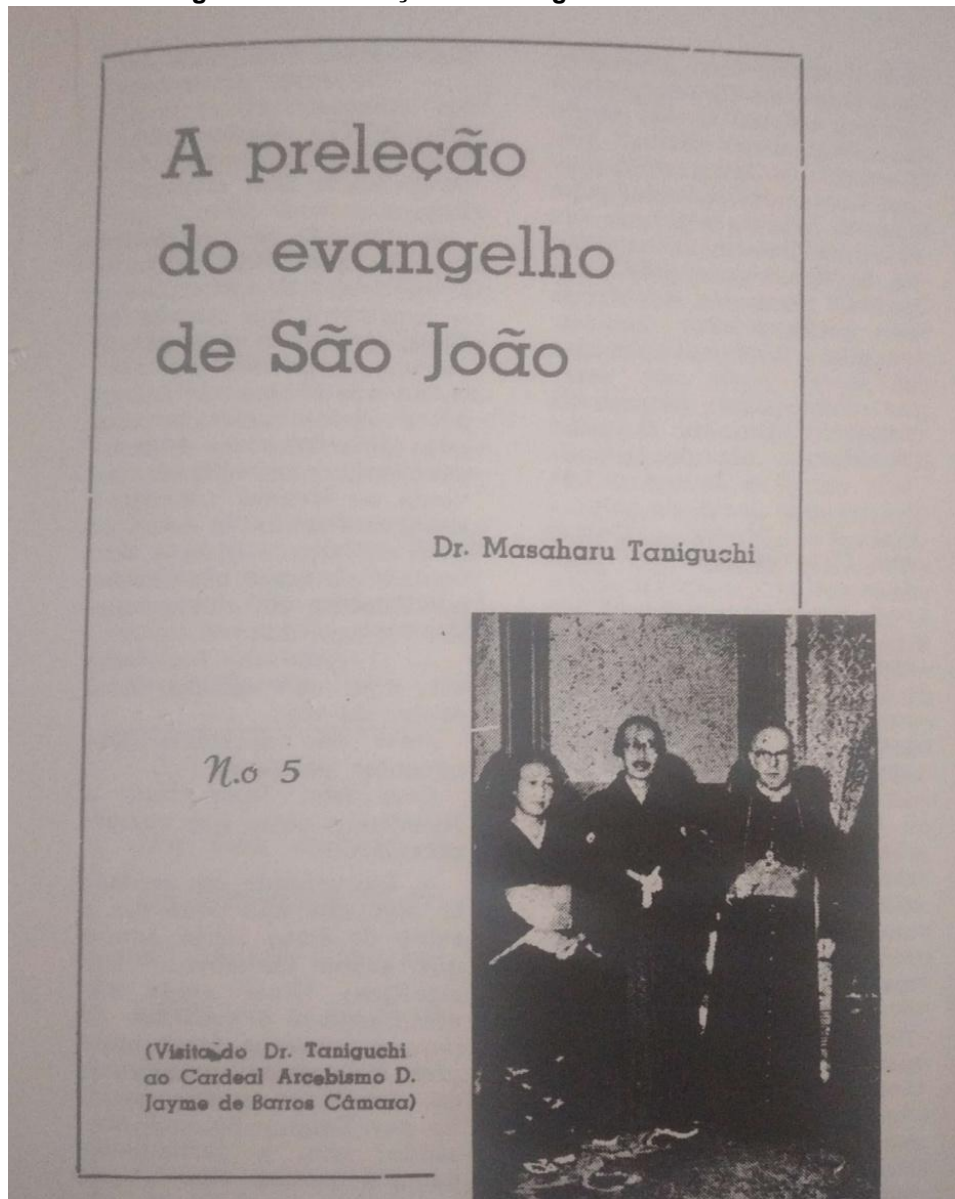 A preleção
do evangelho
de São João
Dr. Masaharu Taniguchi
N.o 5
(Visita do Dr. Taniguchi
ao Cardeal Arcebismo D.
Jayme de Barros Câmara)